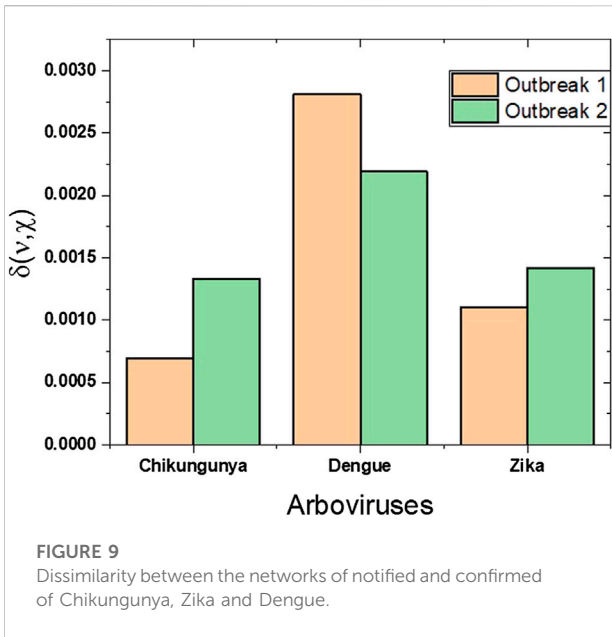 0.0030
0.0025
0.0020
0.0015
0.0010
0.0005
0.0000
δ(ν,χ)
Outbreak 1
Outbreak 2
Chikungunya Dengue Zika
Arboviruses
FIGURE 9
Dissimilarity between the networks of notified and confirmed
of Chikungunya, Zika and Dengue.